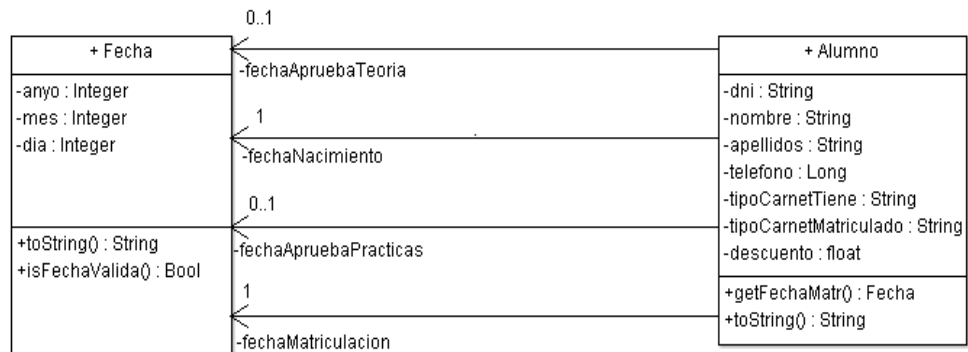 + Fecha
-anyo : Integer
-mes : Integer
-dia : Integer
+toString() : String
+isFechaValida() : Bool
0..1
-fechaApruebaTeoria
1
-fechaNacimiento
0..1
-fechaApruebaPracticas
1
-fechaMatriculacion
+ Alumno
-dni : String
-nombre : String
-apellidos : String
-telefono : Long
-tipoCarnetTiene : String
-tipoCarnetMatriculado : String
-descuento : float
+getFechaMatr() : Fecha
+toString() : String